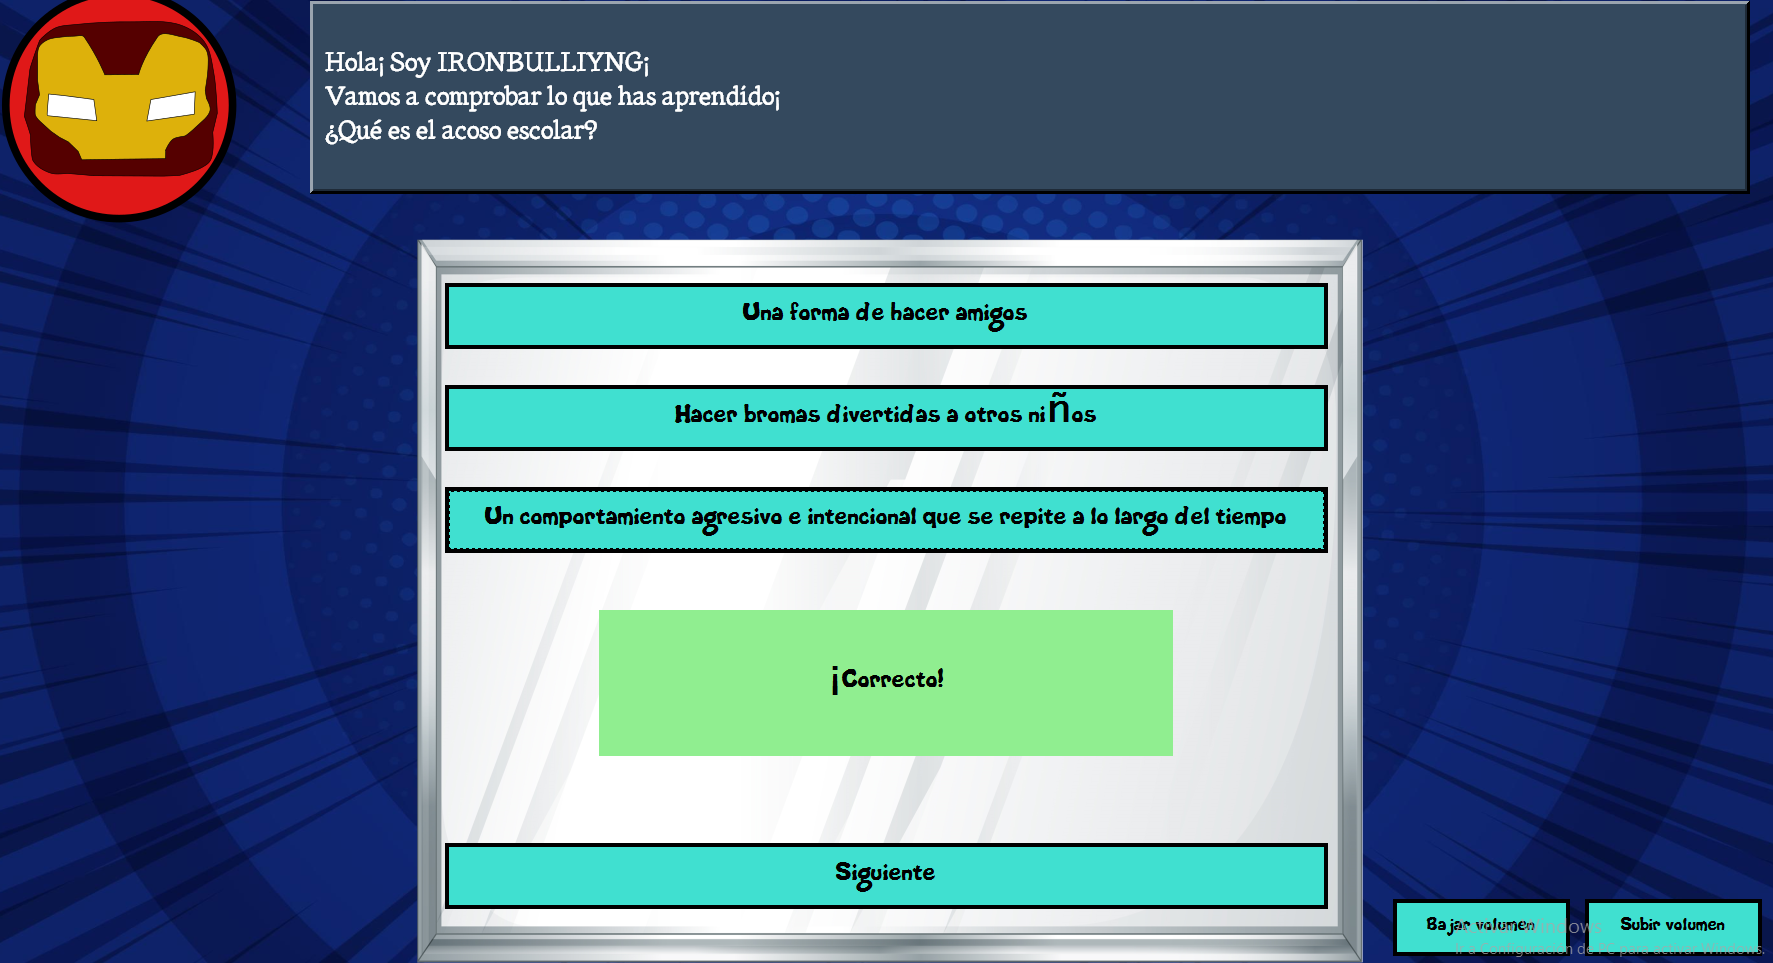 Hola¡ Soy IRONBULLIYNG¡
Vamos a comprobar lo que has aprendído¡
¿Qué es el acoso escolar?
Una forma de hacer amigos
Hacer bromas divertidas a otros niños
Un comportamiento agresivo e intencional que se repite a lo largo del tiempo
¡Correcto!
Siguiente
Bajar volumen
Subir volumen
Activar Windows
Ir a Configuración de PC para activar Windows.